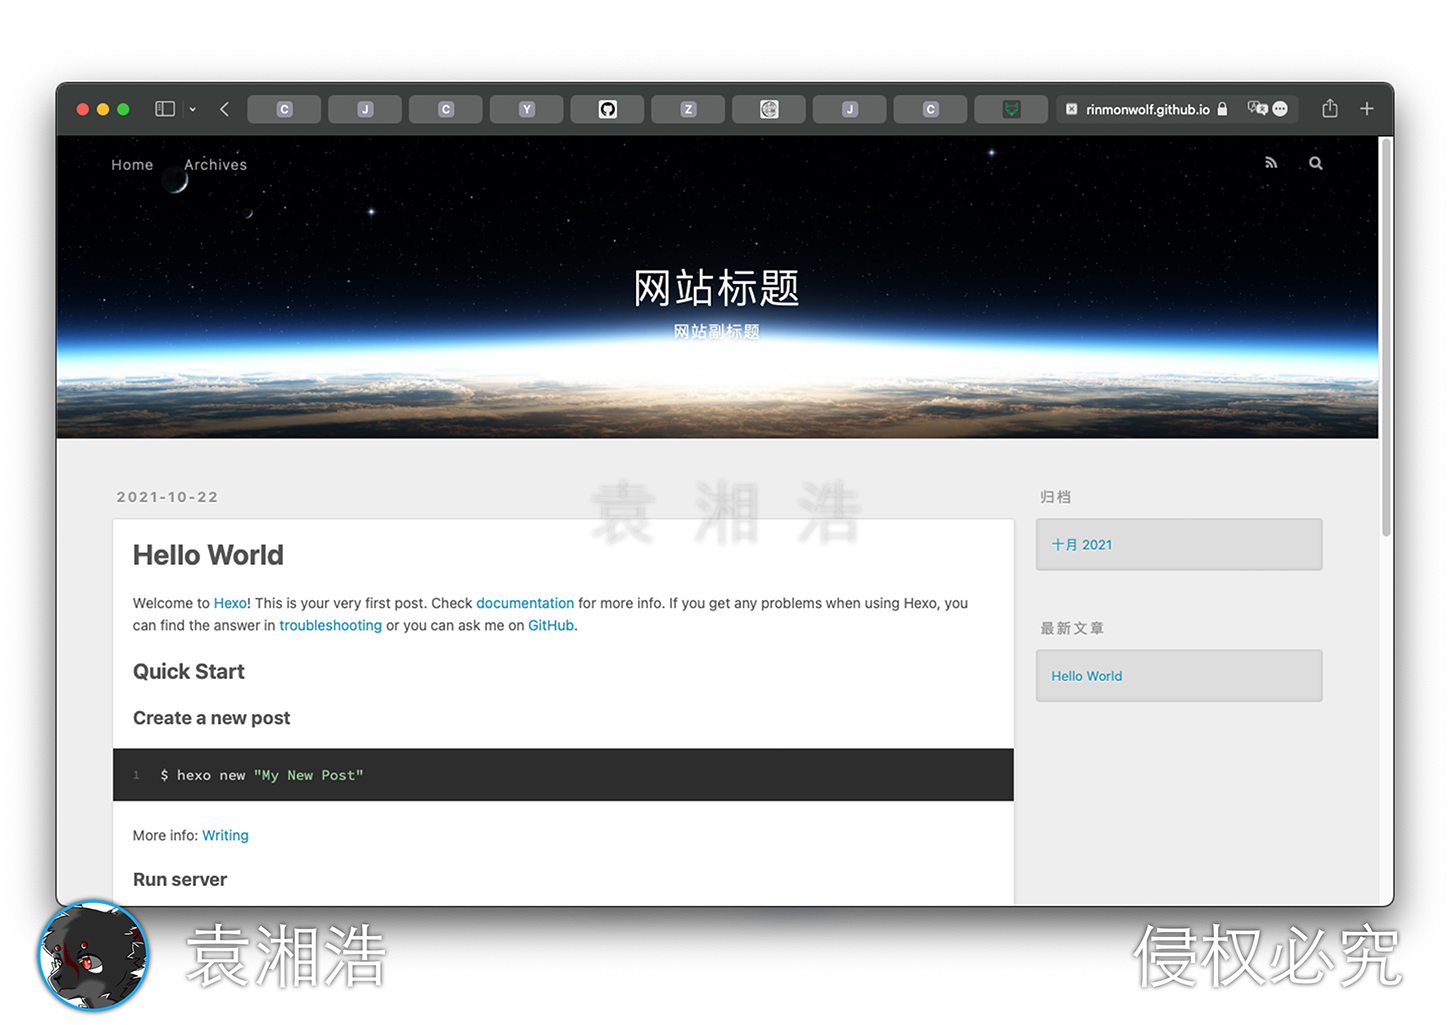 C J C Y Z J C rinmonwolf.github.io
Home Archives
网站标题
网站副标题
袁湘浩
2021-10-22
Hello World
Welcome to Hexo! This is your very first post. Check documentation for more info. If you get any problems when using Hexo, you
can find the answer in troubleshooting or you can ask me on GitHub.
Quick Start
Create a new post
1 $ hexo new "My New Post"
More info: Writing
Run server
归档
十月 2021
最新文章
Hello World
袁湘浩
侵权必究